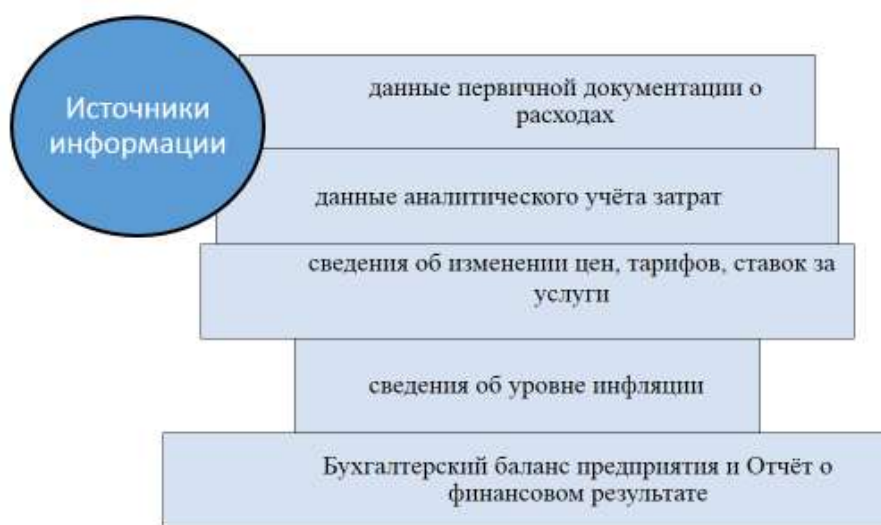 Источники
информации
данные первичной документации о
расходах
данные аналитического учёта затрат
сведения об изменении цен, тарифов, ставок за
услуги
сведения об уровне инфляции
Бухгалтерский баланс предприятия и Отчёт о
финансовом результате